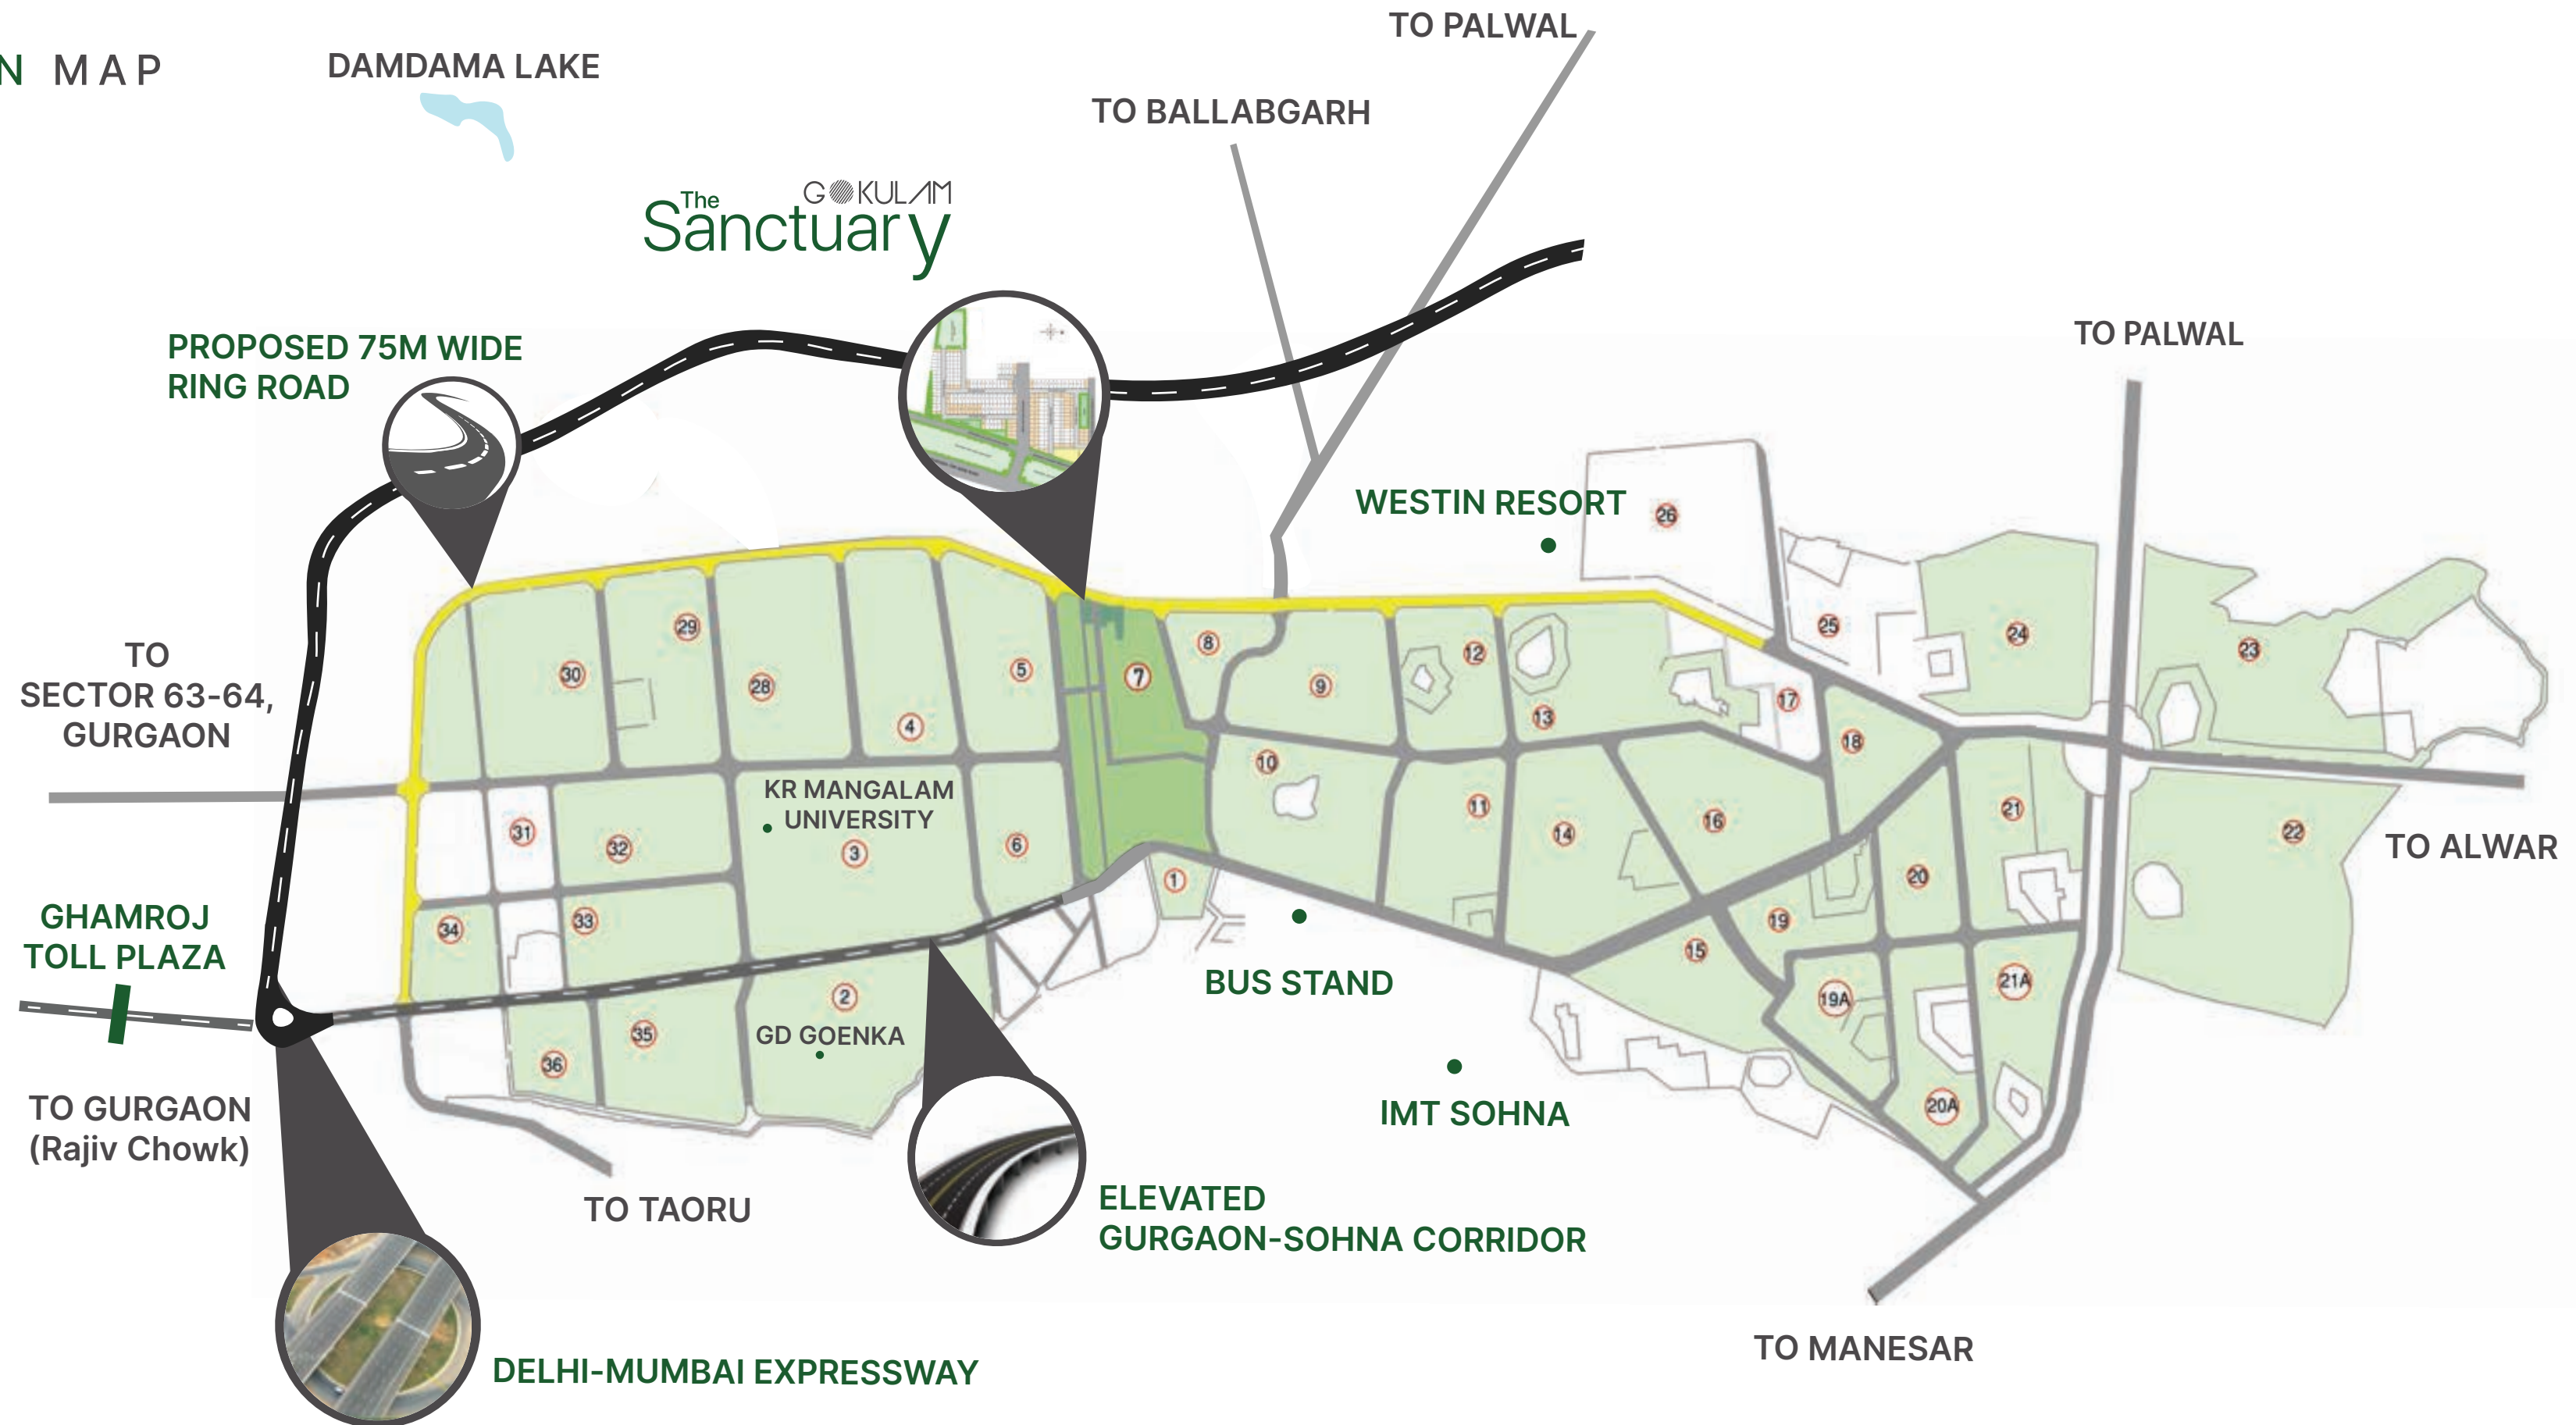 N MAP
DAMDAMA LAKE
TO PALWAL
TO BALLABGARH
The
GOKULAM
Sanctuary
PROPOSED 75M WIDE
RING ROAD
TO PALWAL
WESTIN RESORT
26
25
24
23
29
30
28
4
5
7
8
9
12
13
17
18
TO
SECTOR 63-64,
GURGAON
KR MANGALAM
UNIVERSITY
3
31
32
6
10
11
14
16
21
22
TO ALWAR
20
1
34
33
19
15
GHAMROJ
TOLL PLAZA
BUS STAND
2
GD GOENKA
35
36
19A
21A
20A
IMT SOHNA
TO GURGAON
(Rajiv Chowk)
TO TAORU
ELEVATED
GURGAON-SOHNA CORRIDOR
TO MANESAR
DELHI-MUMBAI EXPRESSWAY